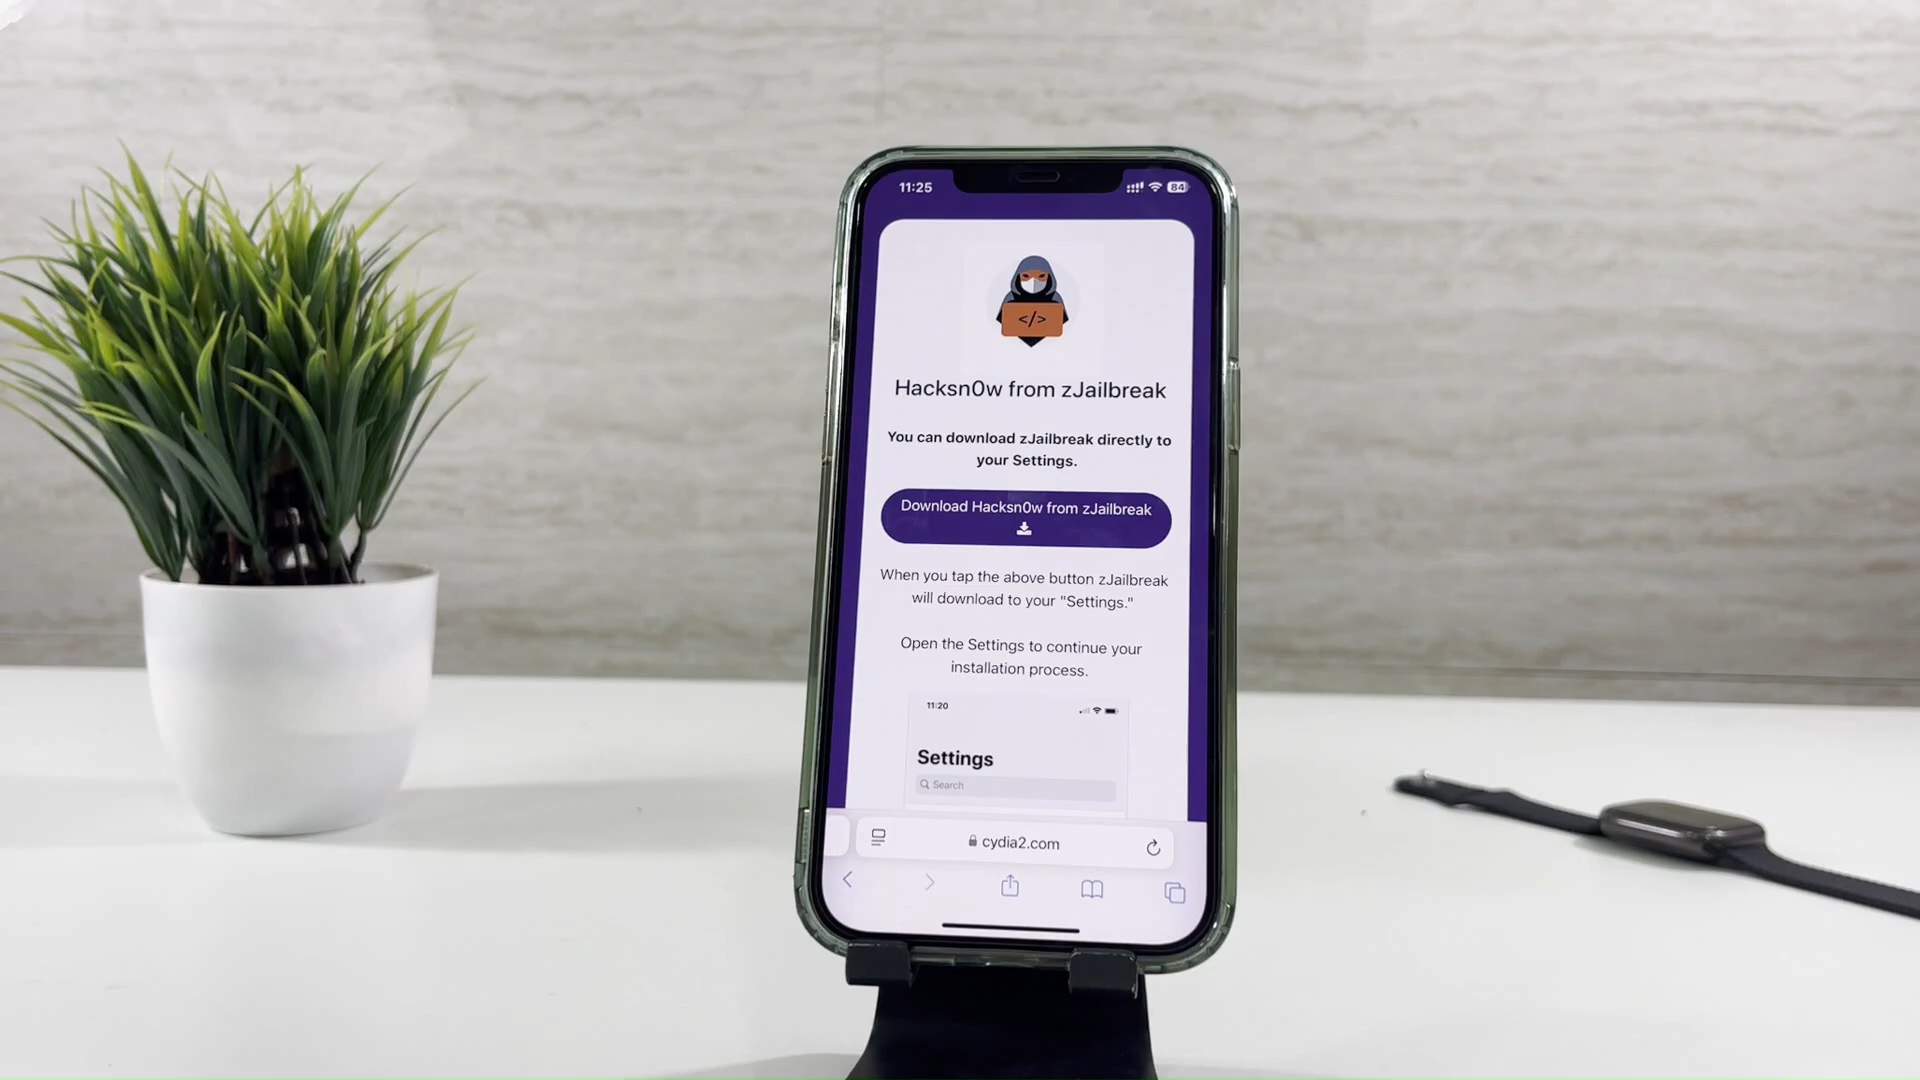 11:25
84
</>
Hacksn0w from zJailbreak
You can download zJailbreak directly to
your Settings.
Download Hacksn0w from zJailbreak
When you tap the above button zJailbreak
will download to your "Settings."
Open the Settings to continue your
installation process.
11:20
Settings
Search
cydia2.com